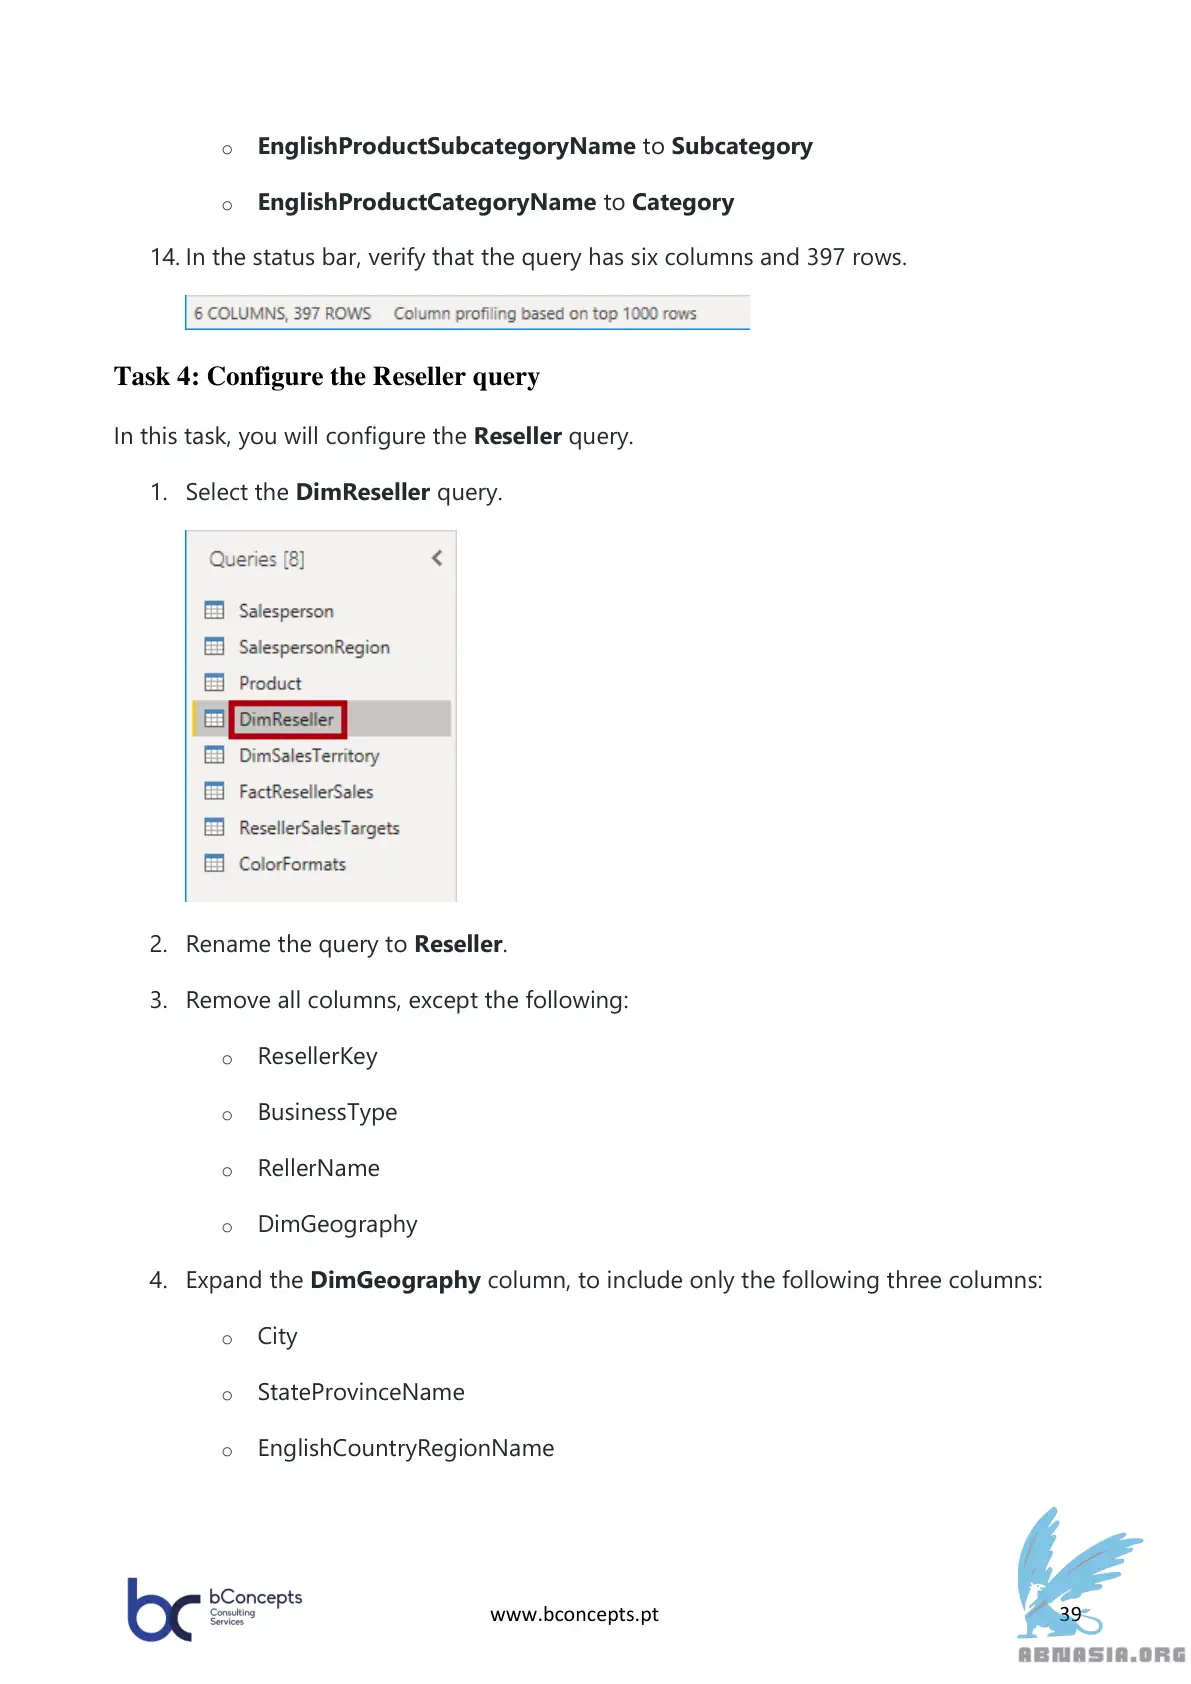 o EnglishProductSubcategoryName to Subcategory
o EnglishProductCategoryName to Category
14. In the status bar, verify that the query has six columns and 397 rows.
6 COLUMNS, 397 ROWS Column profiling based on top 1000 rows
Task 4: Configure the Reseller query
In this task, you will configure the Reseller query.
1. Select the DimReseller query.
Queries [8]
Salesperson
SalespersonRegion
Product
DimReseller
DimSalesTerritory
FactResellerSales
ResellerSalesTargets
ColorFormats
2. Rename the query to Reseller.
3. Remove all columns, except the following:
o ResellerKey
o BusinessType
o RellerName
o DimGeography
4. Expand the DimGeography column, to include only the following three columns:
o City
o StateProvinceName
o EnglishCountryRegionName
bc bConcepts
Consulting
Services
www.bconcepts.pt
39
ABNASIA.ORG